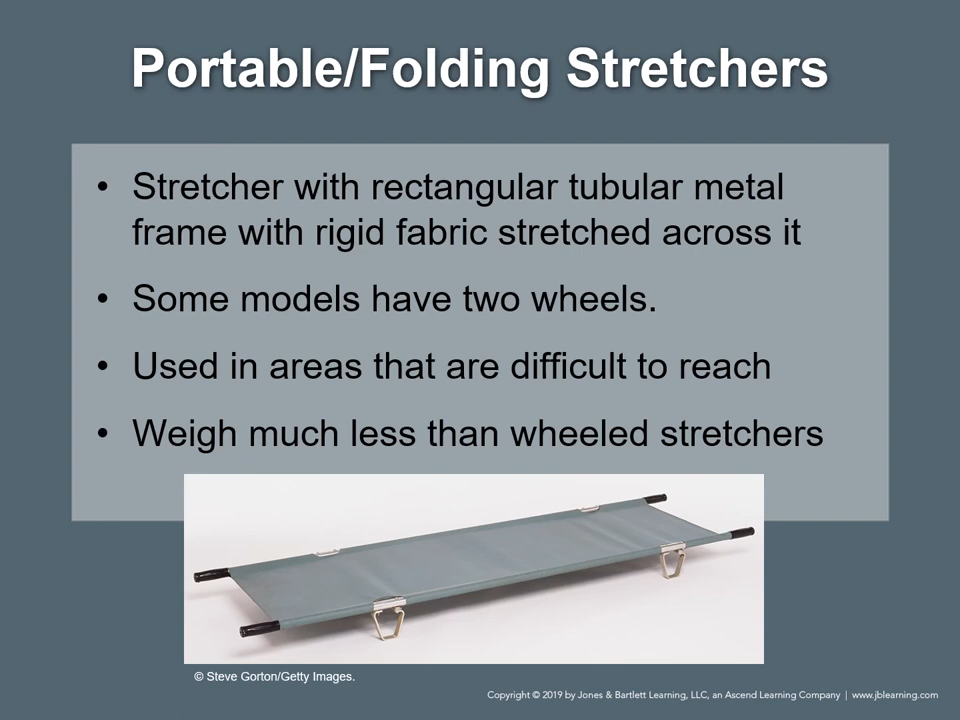 Portable/Folding Stretchers
• Stretcher with rectangular tubular metal
frame with rigid fabric stretched across it
• Some models have two wheels.
• Used in areas that are difficult to reach
• Weigh much less than wheeled stretchers
© Steve Gorton/Getty Images.
Copyright © 2019 by Jones & Bartlett Learning, LLC, an Ascend Learning Company | www.jblearning.com